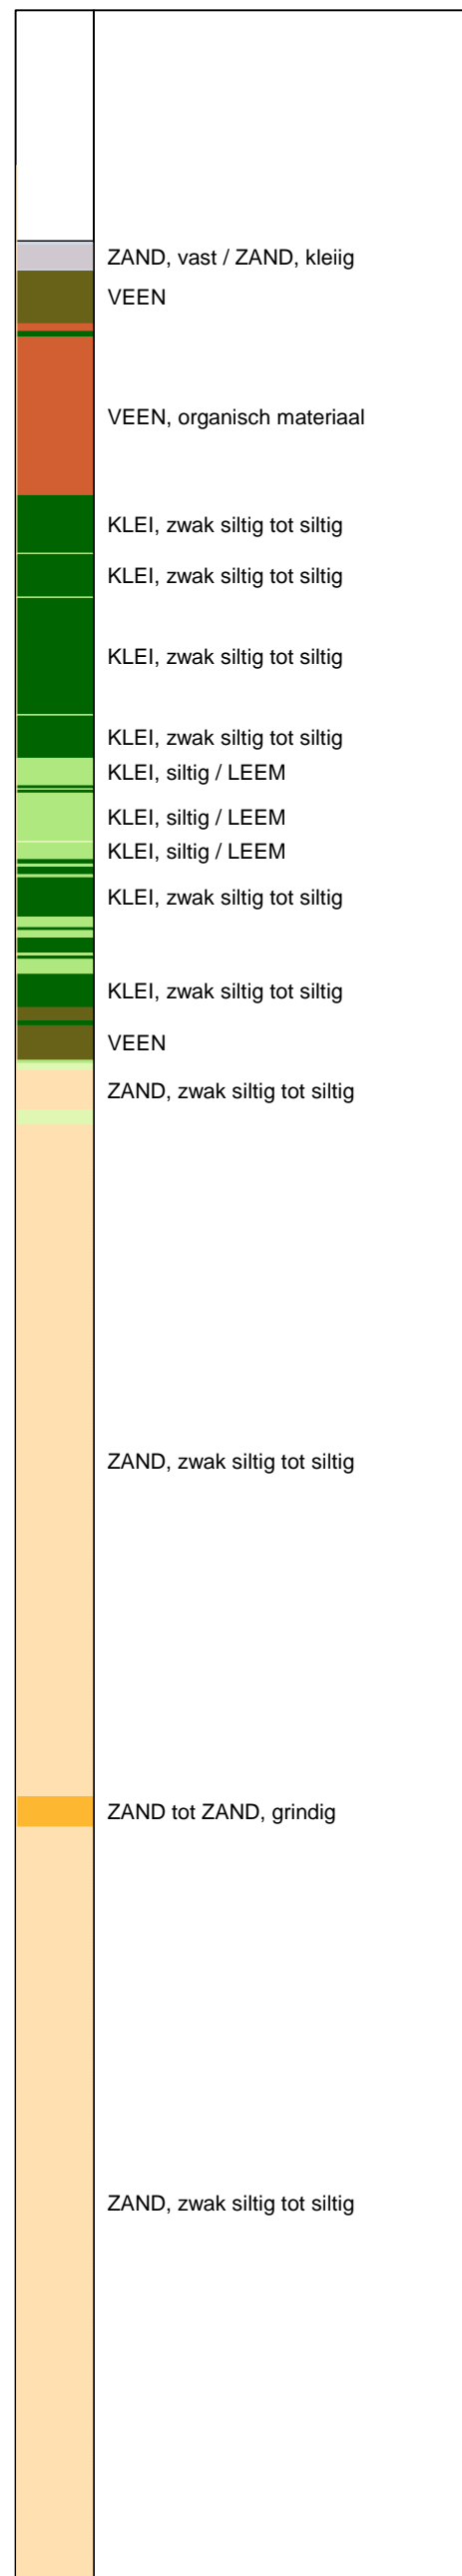 ZAND, vast / ZAND, kleiig
VEEN
VEEN, organisch materiaal
KLEI, zwak siltig tot siltig
KLEI, zwak siltig tot siltig
KLEI, zwak siltig tot siltig
KLEI, zwak siltig tot siltig
KLEI, siltig / LEEM
KLEI, siltig / LEEM
KLEI, siltig / LEEM
KLEI, zwak siltig tot siltig
KLEI, zwak siltig tot siltig
VEEN
ZAND, zwak siltig tot siltig
ZAND, zwak siltig tot siltig
ZAND tot ZAND, grindig
ZAND, zwak siltig tot siltig